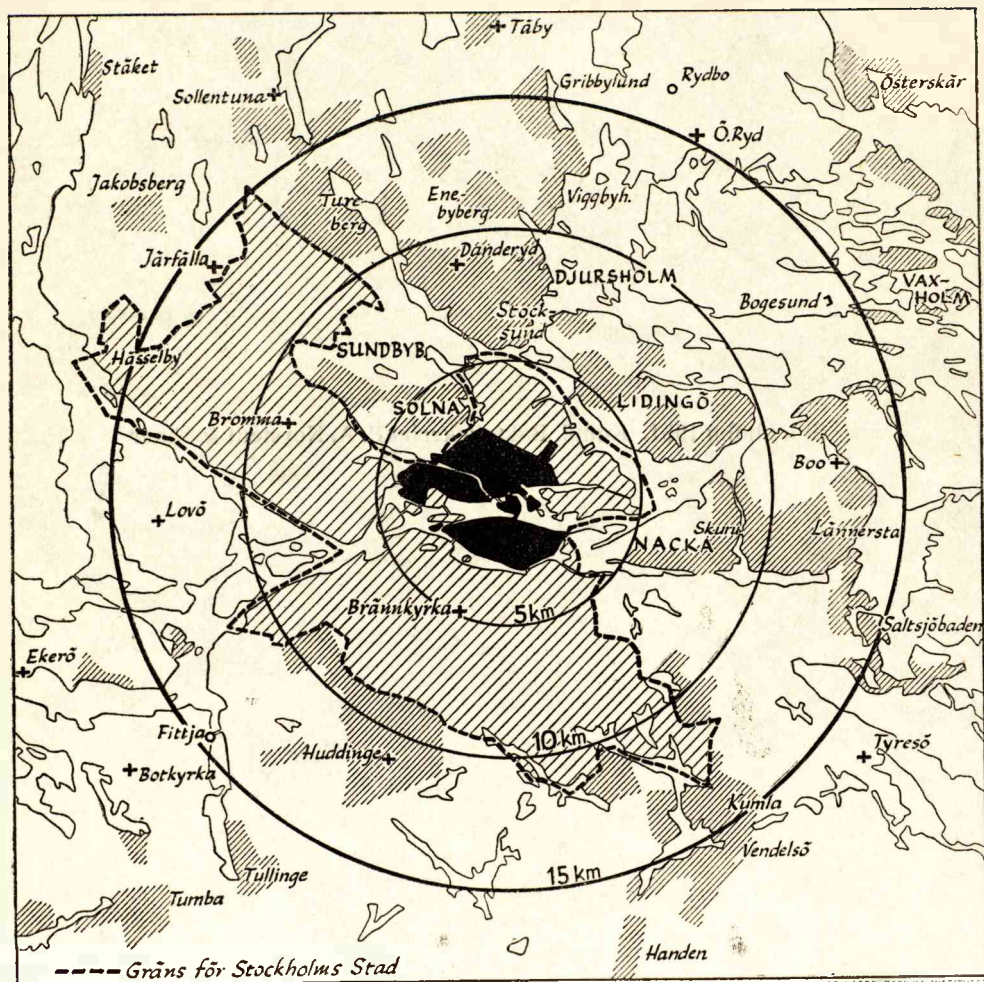 Täby
Stäket
Sollentuna
Gribbylund
Rydbo
Österskär
Ö.Ryd
Jakobsberg
Ture-
berg
Ene-
byberg
Viggbyh.
Järfälla
Danderyd
DJURSHOLM
Bogesund
VAX-
HOLM
Stock-
sund
Hässelby
SUNDBYB.
SOLNA
LIDINGÖ
Bromma
Boo
Lovö
Skuru
Lännersta
NACKA
Brännkyrka
5 km
Saltsjöbaden
Ekerö
Fittja
10 km
Huddinge
Tyresö
Botkyrka
Kumla
Vendelsö
Tullinge
15 km
Tumba
Handen
Gräns för Stockholms Stad